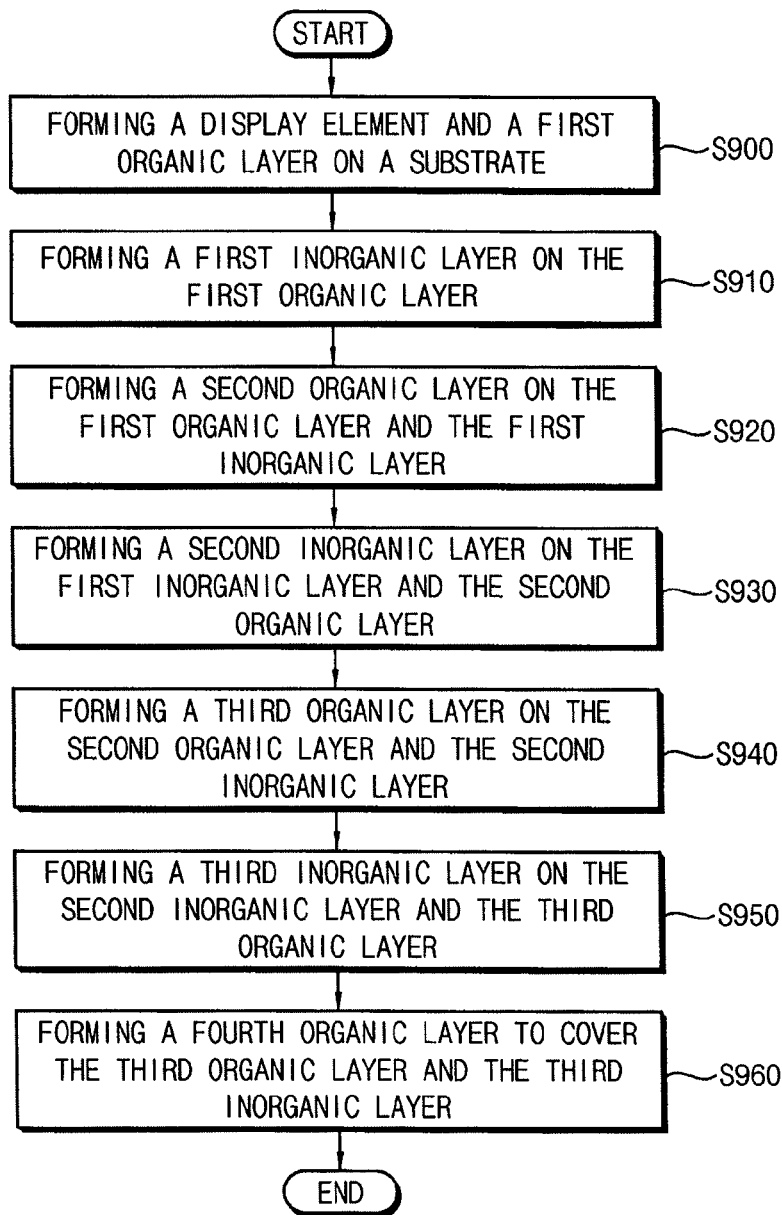 START
FORMING A DISPLAY ELEMENT AND A FIRST
ORGANIC LAYER ON A SUBSTRATE
S900
FORMING A FIRST INORGANIC LAYER ON THE
FIRST ORGANIC LAYER
S910
FORMING A SECOND ORGANIC LAYER ON THE
FIRST ORGANIC LAYER AND THE FIRST
INORGANIC LAYER
S920
FORMING A SECOND INORGANIC LAYER ON THE
FIRST INORGANIC LAYER AND THE SECOND
ORGANIC LAYER
S930
FORMING A THIRD ORGANIC LAYER ON THE
SECOND ORGANIC LAYER AND THE SECOND
INORGANIC LAYER
S940
FORMING A THIRD INORGANIC LAYER ON THE
SECOND INORGANIC LAYER AND THE THIRD
ORGANIC LAYER
S950
FORMING A FOURTH ORGANIC LAYER TO COVER
THE THIRD ORGANIC LAYER AND THE THIRD
INORGANIC LAYER
S960
END